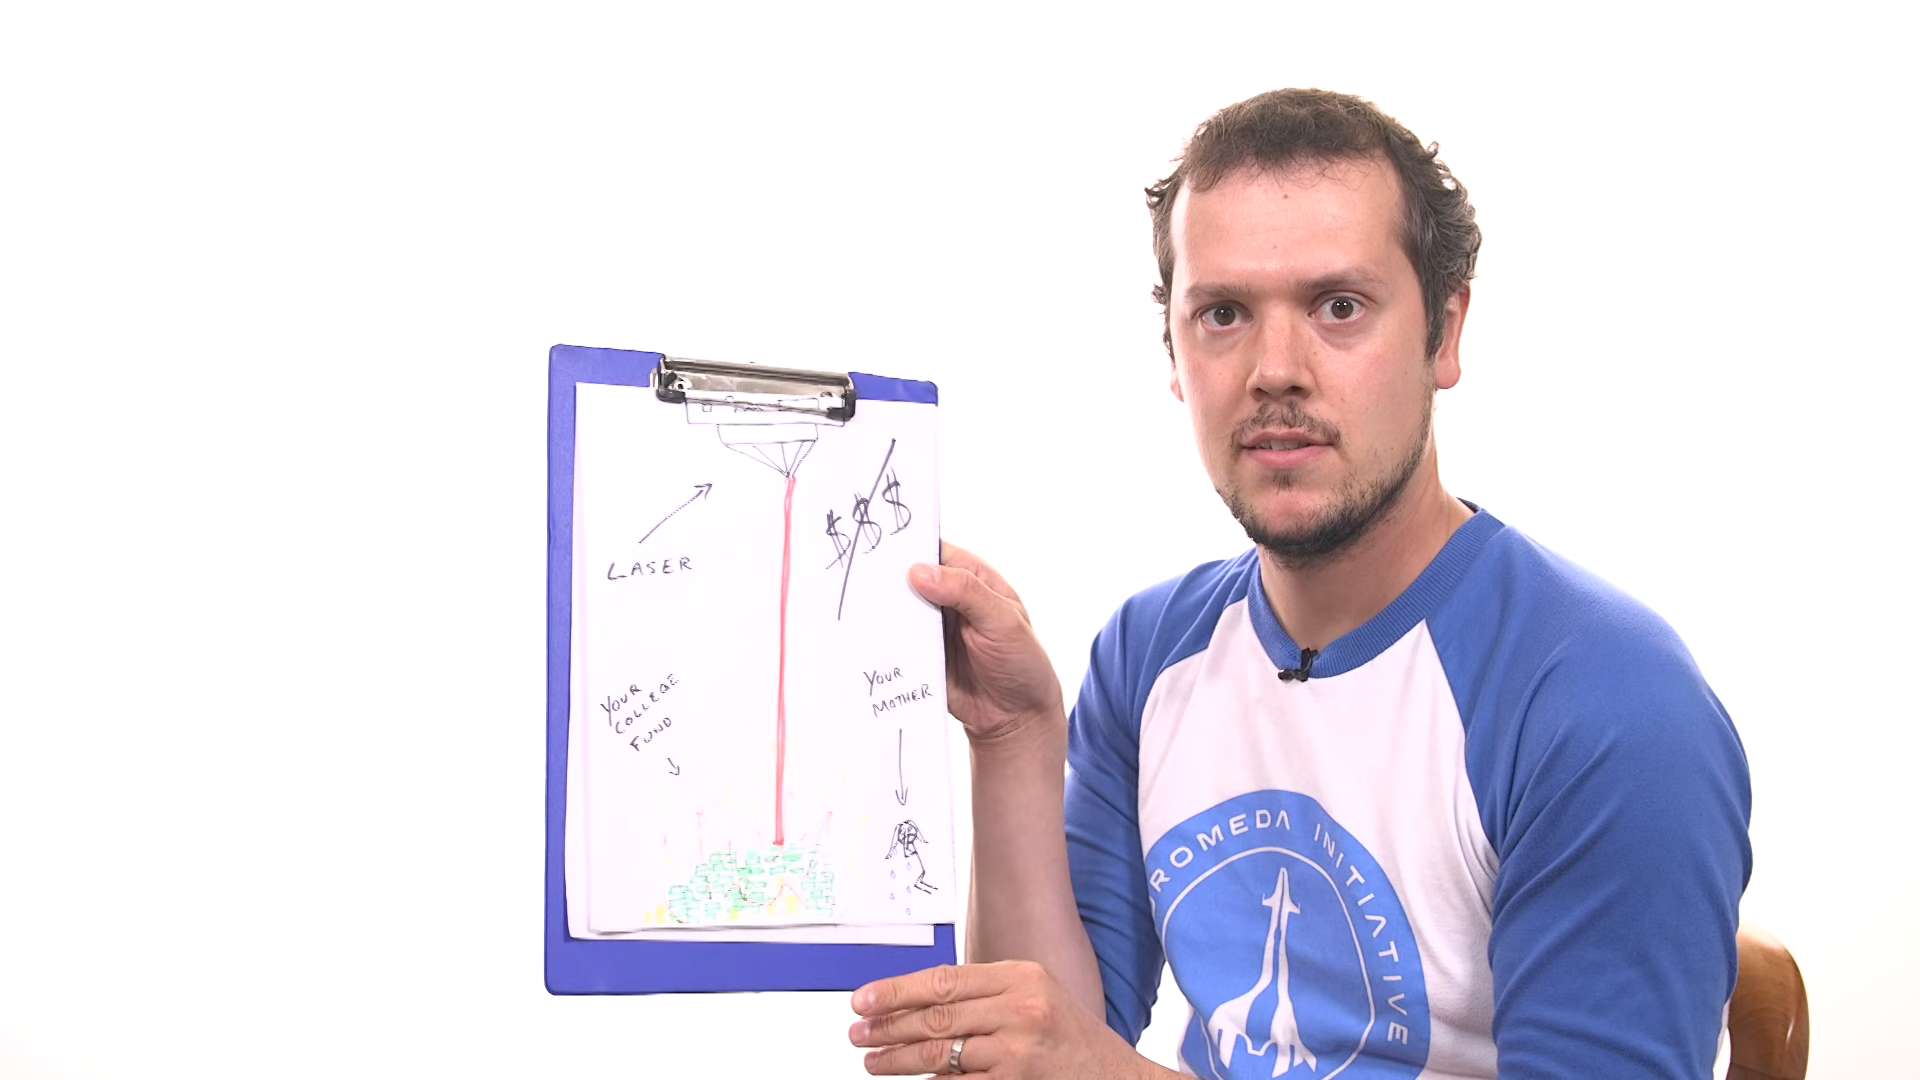 $$$
LASER
YOUR
COLLEGE
FUND
YOUR
MOTHER
ROMEDA INITIATIVE